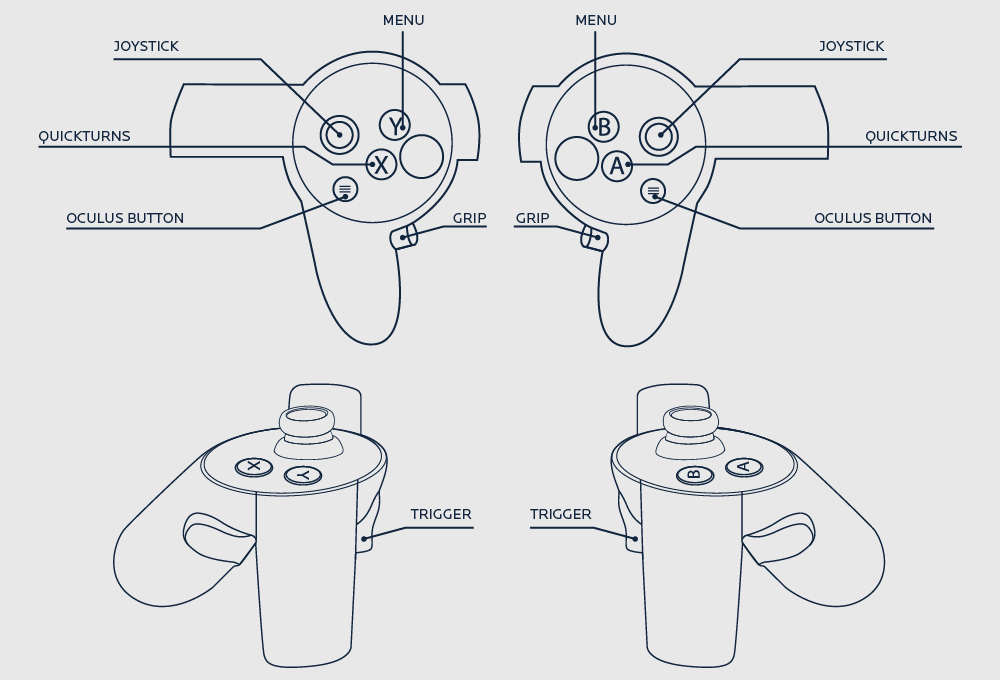 MENU
MENU
JOYSTICK
JOYSTICK
Y
B
QUICKTURNS
QUICKTURNS
X
A
OCULUS BUTTON
GRIP
GRIP
OCULUS BUTTON
X
Y
B
A
TRIGGER
TRIGGER